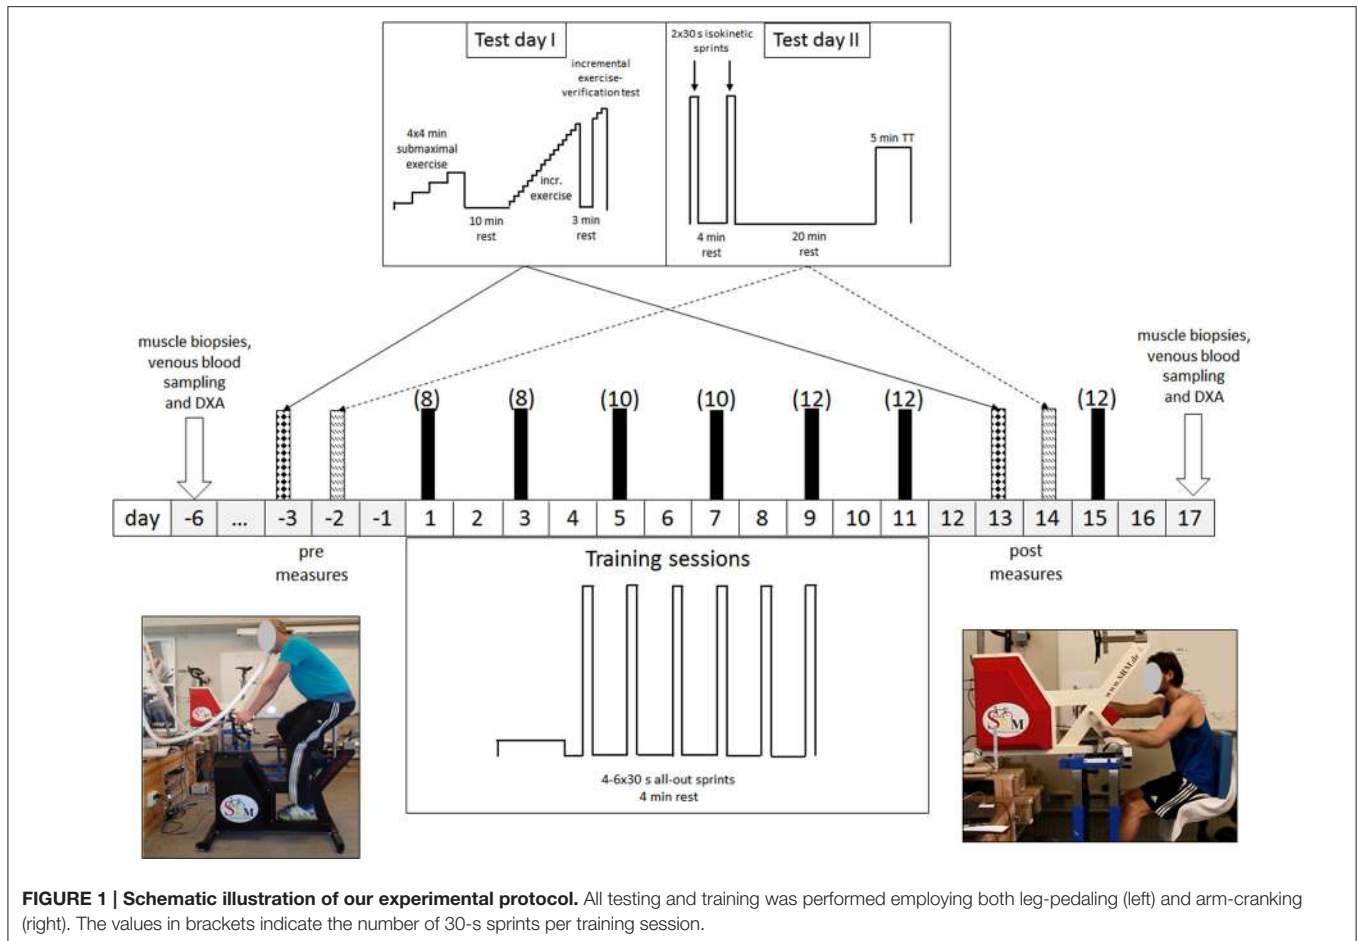 Test day I
Test day II
2x30 s isokinetic
sprints
incremental
exercise-
verification test
4x4 min
submaximal
exercise
incr.
exercise
10 min
rest
3 min
rest
5 min TT
4 min
rest
20 min
rest
muscle biopsies,
venous blood
sampling
and DXA
(8) (8) (10) (10) (12) (12) (12)
muscle biopsies,
venous blood
sampling
and DXA
day -6 ... -3 -2 -1 1 2 3 4 5 6 7 8 9 10 11 12 13 14 15 16 17
pre
measures
post
measures
Training sessions
4-6x30 s all-out sprints
4 min rest
SRM
SRM
www.SRM.de
FIGURE 1 | Schematic illustration of our experimental protocol. All testing and training was performed employing both leg-pedaling (left) and arm-cranking
(right). The values in brackets indicate the number of 30-s sprints per training session.